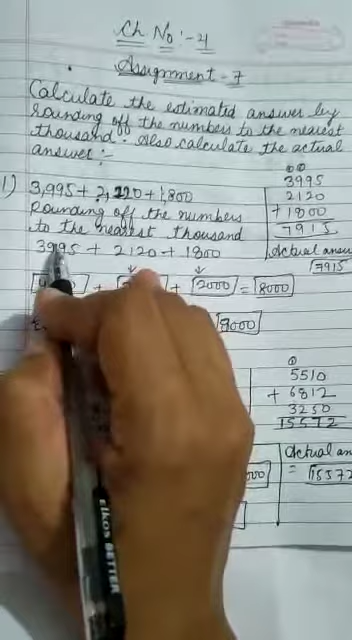 Ch No :- 4
Assignment - 7
Calculate the estimated answer by
rounding off the numbers to the nearest
thousand. Also calculate the actual
answer:-
1) 3,995 + 2,120 + 1,800
Rounding off the numbers
to the nearest thousand
3995 + 2120 + 1800
+ + 2000 = 8000
8000
3995
2120
+ 1800
7915
Actual answ
7915
5510
+ 6812
3250
15572
Actual an
= 15572
elkos BETTER